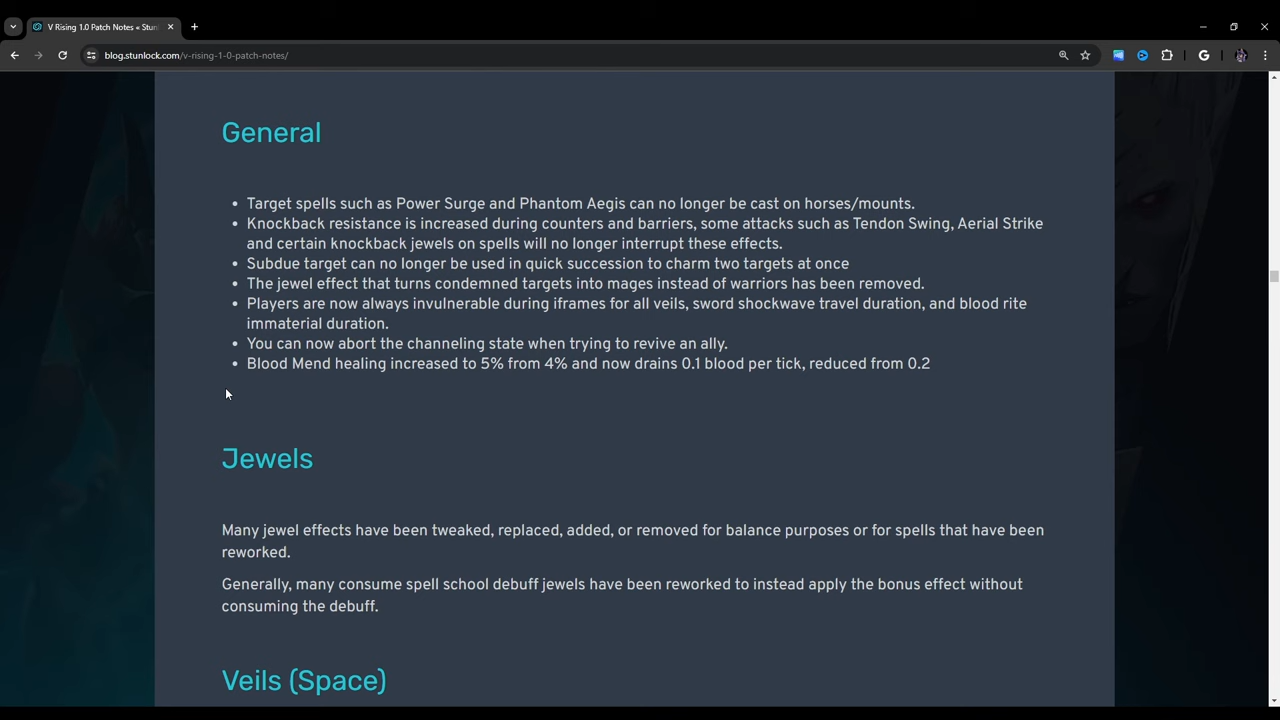 V Rising 1.0 Patch Notes « Stun
blog.stunlock.com/v-rising-1-0-patch-notes/
General
• Target spells such as Power Surge and Phantom Aegis can no longer be cast on horses/mounts.
• Knockback resistance is increased during counters and barriers, some attacks such as Tendon Swing, Aerial Strike
and certain knockback jewels on spells will no longer interrupt these effects.
• Subdue target can no longer be used in quick succession to charm two targets at once
• The jewel effect that turns condemned targets into mages instead of warriors has been removed.
• Players are now always invulnerable during iframes for all veils, sword shockwave travel duration, and blood rite
immaterial duration.
• You can now abort the channeling state when trying to revive an ally.
• Blood Mend healing increased to 5% from 4% and now drains 0.1 blood per tick, reduced from 0.2
Jewels
Many jewel effects have been tweaked, replaced, added, or removed for balance purposes or for spells that have been
reworked.
Generally, many consume spell school debuff jewels have been reworked to instead apply the bonus effect without
consuming the debuff.
Veils (Space)